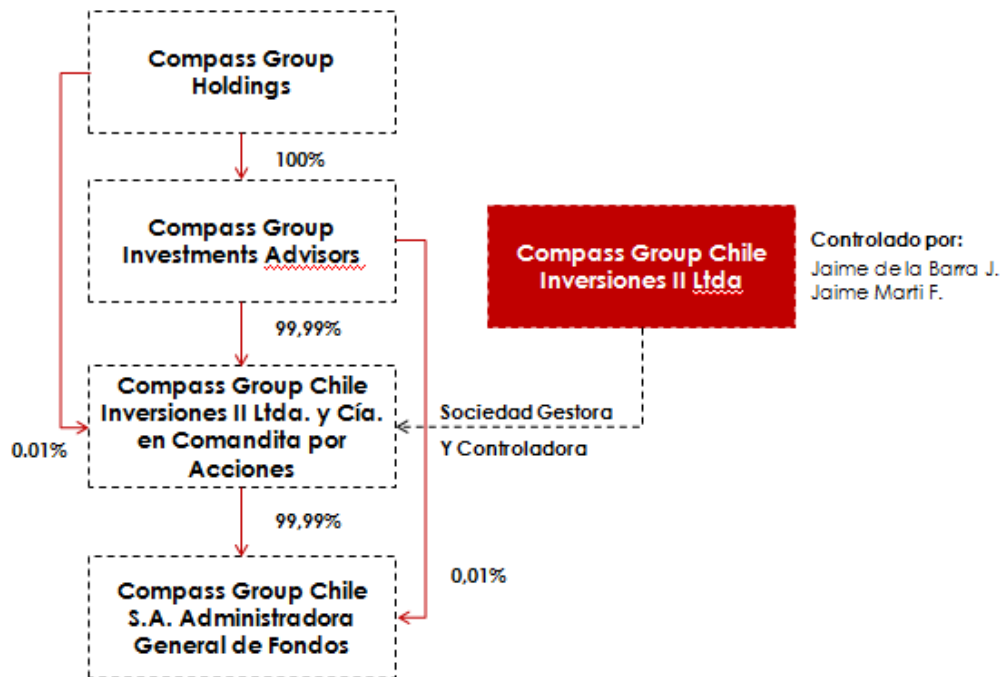 Compass Group
Holdings
100%
Compass Group
Investments Advisors
Compass Group Chile
Inversiones II Ltda
Controlado por:
Jaime de la Barra J.
Jaime Marti F.
99,99%
Compass Group Chile
Inversiones II Ltda. y Cía.
en Comandita por
Acciones
Sociedad Gestora
Y Controladora
0.01%
99,99%
Compass Group Chile
S.A. Administradora
General de Fondos
0,01%